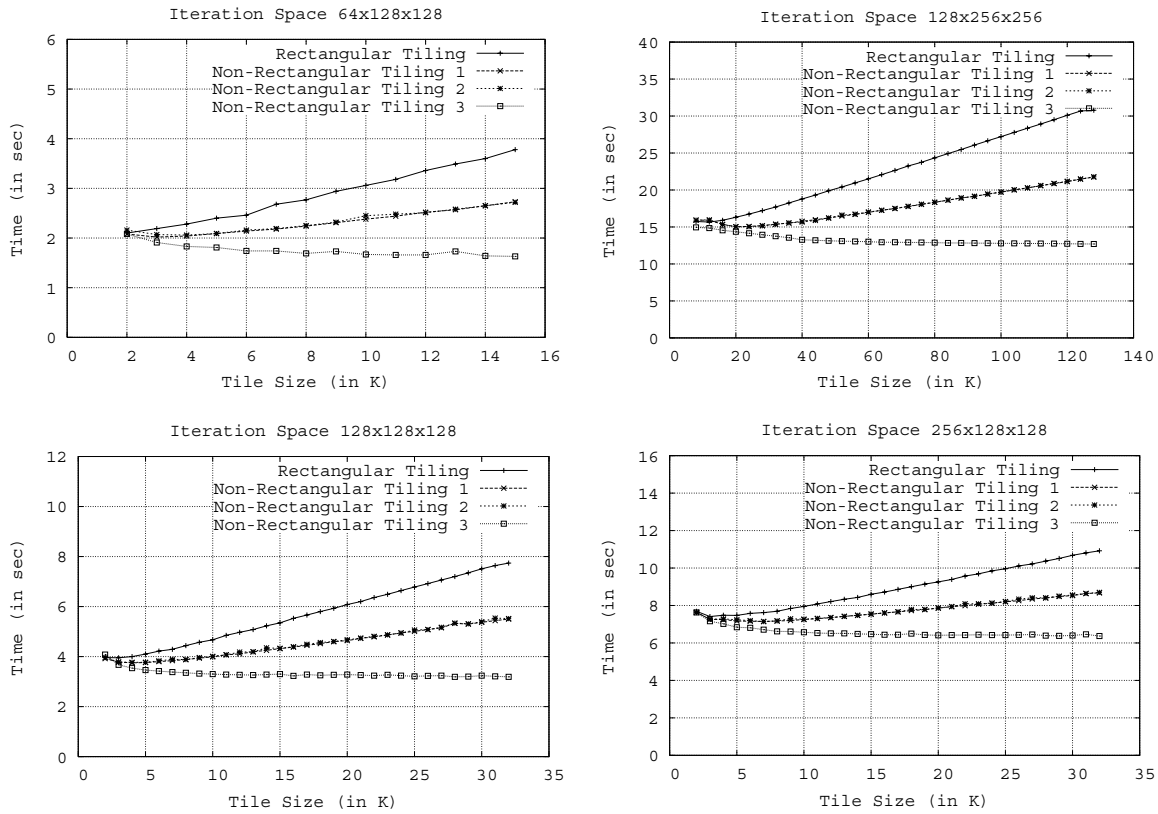 Iteration Space 64x128x128
6
5
4
3
2
1
0
Time (in sec)
Rectangular Tiling
Non-Rectangular Tiling 1
Non-Rectangular Tiling 2
Non-Rectangular Tiling 3
0 2 4 6 8 10 12 14 16
Tile Size (in K)
Iteration Space 128x256x256
40
35
30
25
20
15
10
5
0
Time (in sec)
Rectangular Tiling
Non-Rectangular Tiling 1
Non-Rectangular Tiling 2
Non-Rectangular Tiling 3
0 20 40 60 80 100 120 140
Tile Size (in K)
Iteration Space 128x128x128
12
10
8
6
4
2
0
Time (in sec)
Rectangular Tiling
Non-Rectangular Tiling 1
Non-Rectangular Tiling 2
Non-Rectangular Tiling 3
0 5 10 15 20 25 30 35
Tile Size (in K)
Iteration Space 256x128x128
16
14
12
10
8
6
4
2
0
Time (in sec)
Rectangular Tiling
Non-Rectangular Tiling 1
Non-Rectangular Tiling 2
Non-Rectangular Tiling 3
0 5 10 15 20 25 30 35
Tile Size (in K)